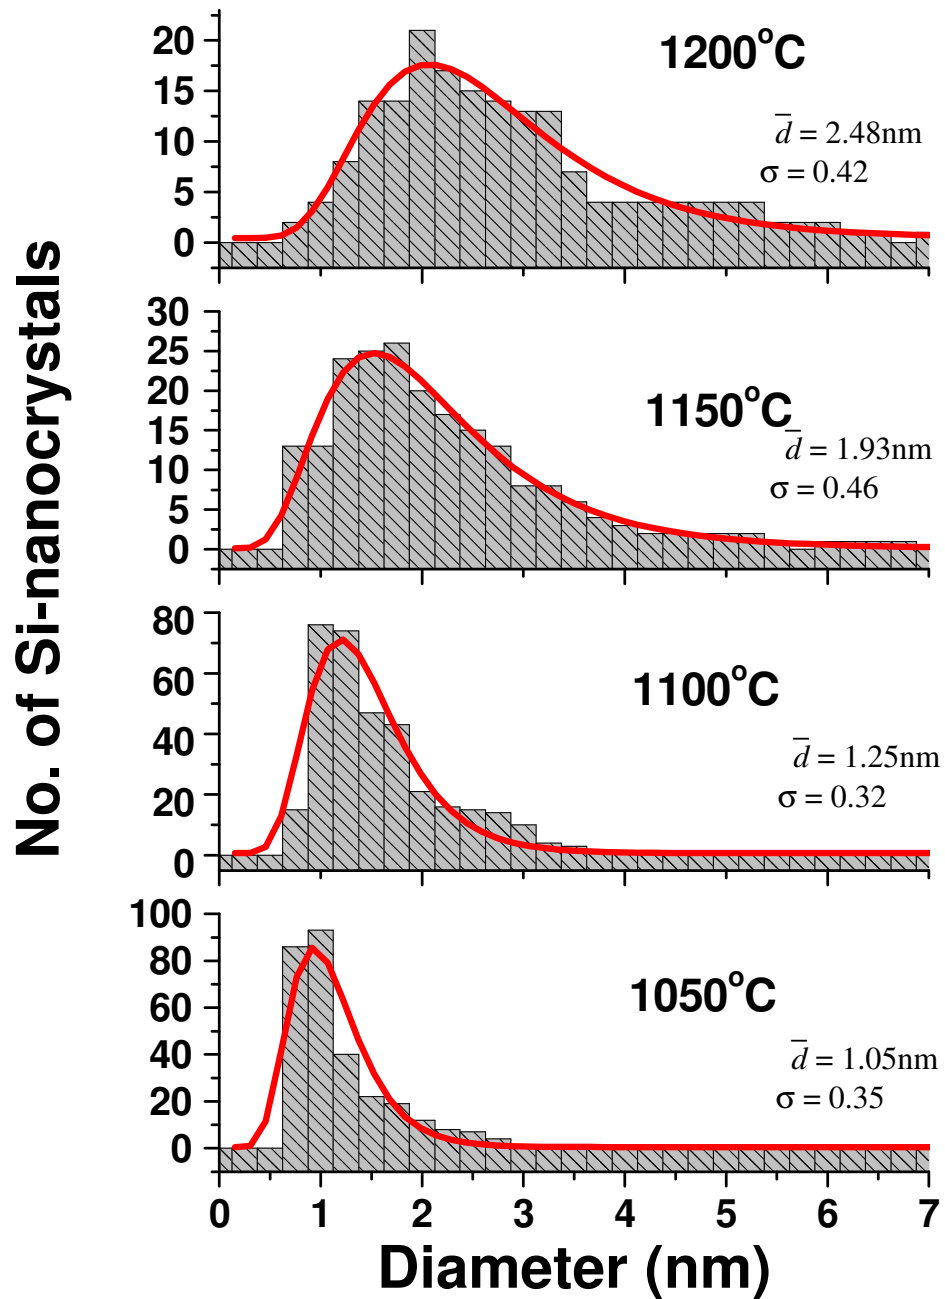 No. of Si-nanocrystals
20
15
10
5
0
1200°C
d̅ = 2.48nm
σ = 0.42
30
25
20
15
10
5
0
1150°C
d̅ = 1.93nm
σ = 0.46
80
60
40
20
0
1100°C
d̅ = 1.25nm
σ = 0.32
100
80
60
40
20
0
1050°C
d̅ = 1.05nm
σ = 0.35
0 1 2 3 4 5 6 7
Diameter (nm)